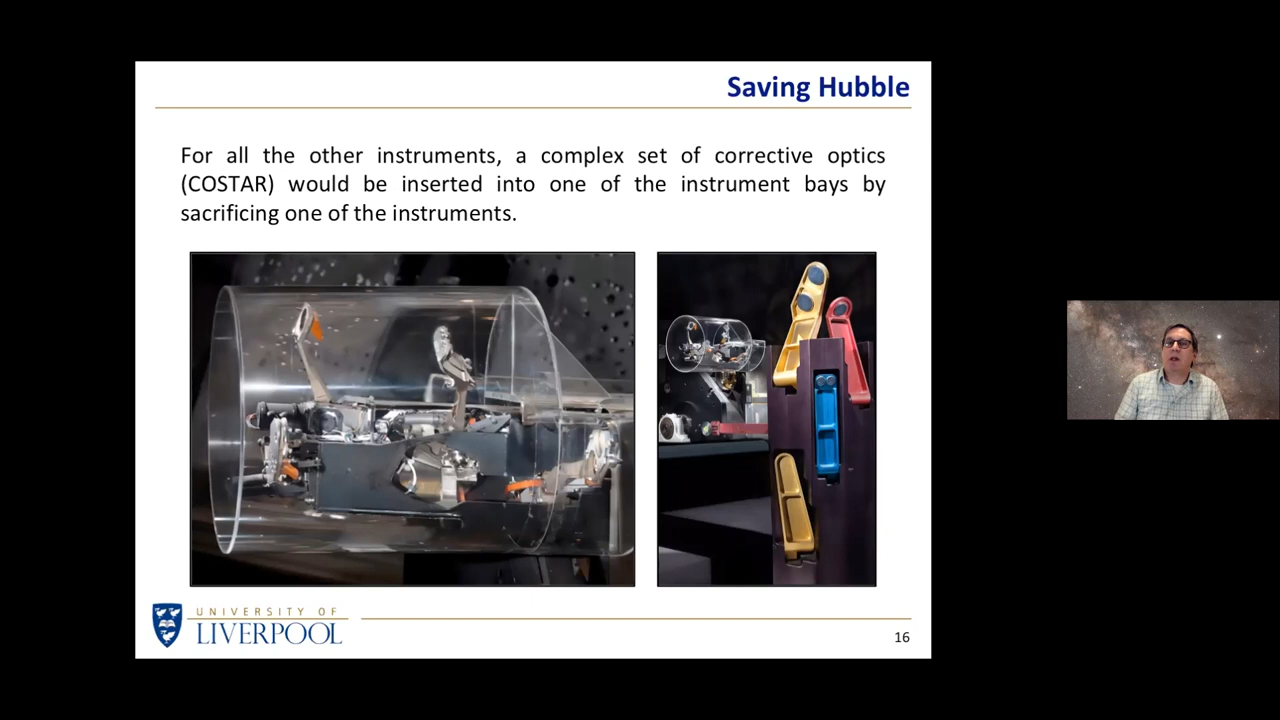 Saving Hubble
For all the other instruments, a complex set of corrective optics
(COSTAR) would be inserted into one of the instrument bays by
sacrificing one of the instruments.
UNIVERSITY OF
LIVERPOOL
16